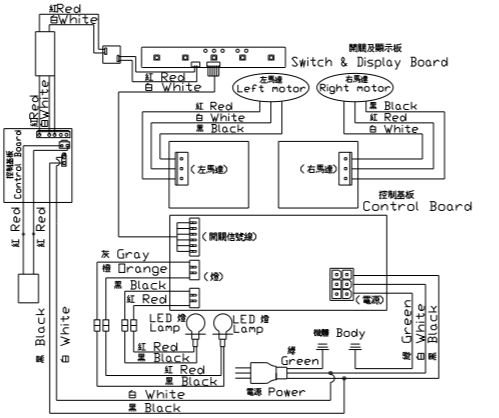 紅Red
白White
開關及顯示板
Switch & Display Board
紅 Red
白 White
左馬達
Left motor
右馬達
Right motor
紅Red
白White
紅 Red
白 White
黑 Black
黑 Black
紅 Red
白 White
控制基板
Control Board
(左馬達)
(右馬達)
控制基板
Control Board
紅 Red
紅 Red
(開關信號線)
灰 Gray
橙 Orange
(燈)
黑 Black
紅 Red
(電源)
LED 燈
Lamp
LED 燈
Lamp
機體 Body
綠 Green
白 White
黑 Black
黑 Black
白 White
紅 Red
黑 Black
紅 Red
黑 Black
綠
Green
電源 Power
白 White
黑 Black